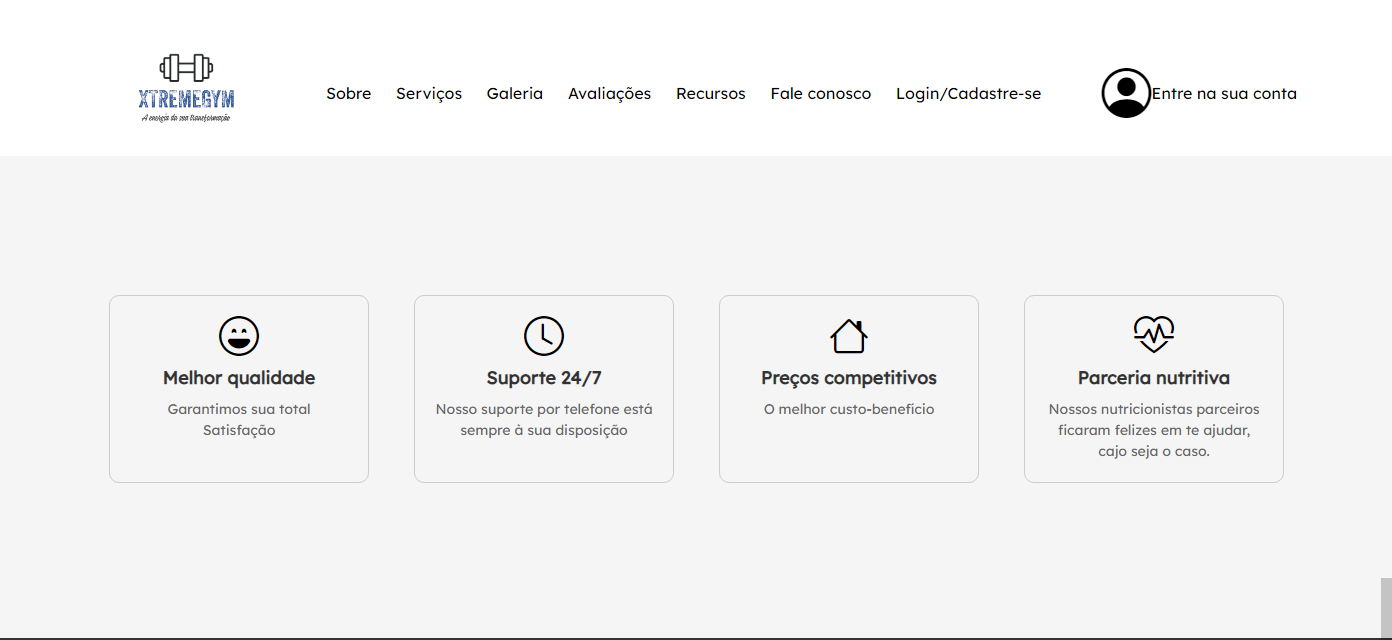 XTREMEGYM
A energia da sua transformação
Sobre Serviços Galeria Avaliações Recursos Fale conosco Login/Cadastre-se Entre na sua conta
Melhor qualidade
Garantimos sua total
Satisfação
Suporte 24/7
Nosso suporte por telefone está
sempre à sua disposição
Preços competitivos
O melhor custo-benefício
Parceria nutritiva
Nossos nutricionistas parceiros
ficaram felizes em te ajudar,
cajo seja o caso.